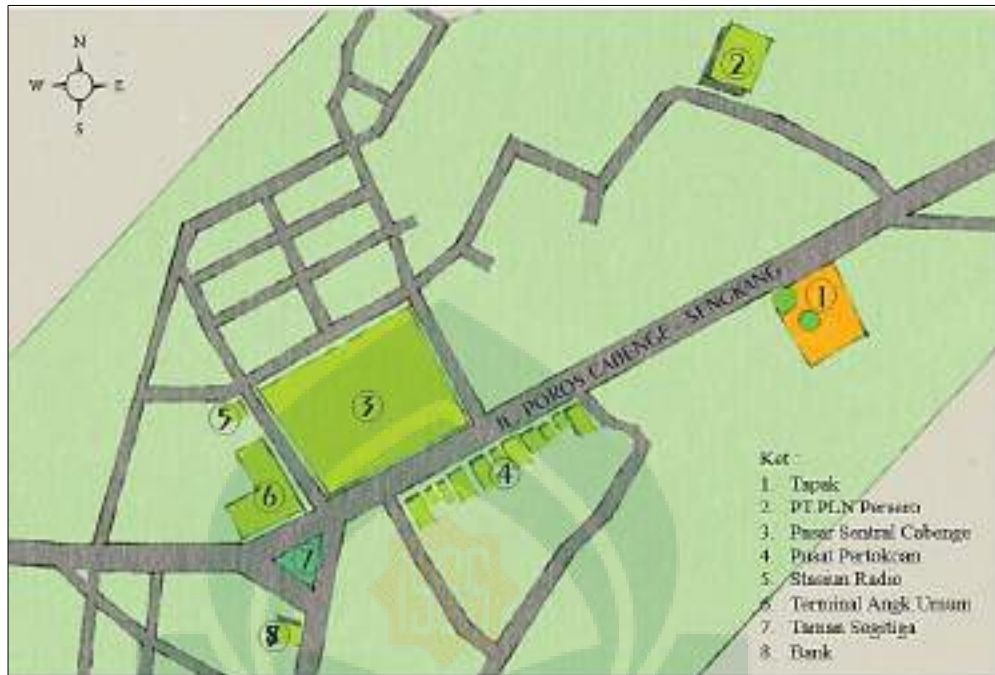 N
W E
S
2
1
JL. POROS CABENGE - SENGKANG
3
5
4
6
7
8
Ket :
1. Tapak
2. PT.PLN Persero
3. Pasar Sentral Cabenge
4. Pusat Pertokoan
5. Stasiun Radio
6. Terminal Angk Umum
7. Taman Segitiga
8. Bank